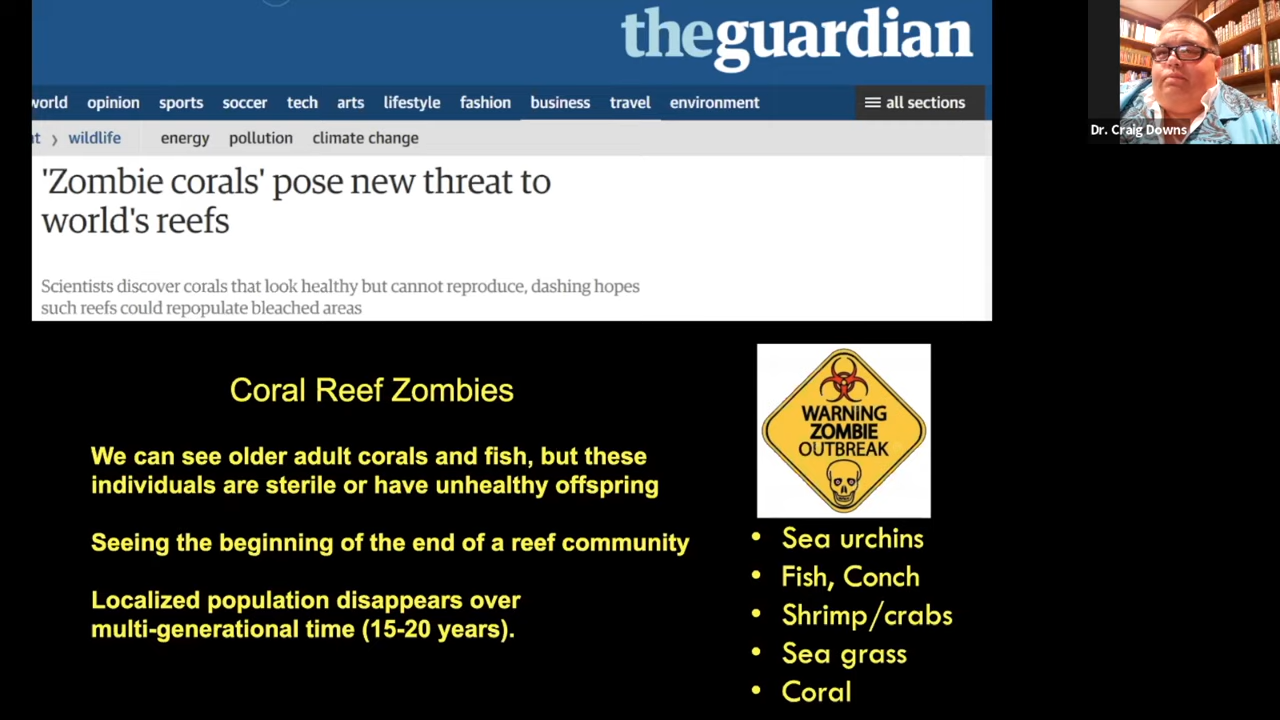 theguardian
world opinion sports soccer tech arts lifestyle fashion business travel environment all sections
wildlife energy pollution climate change
'Zombie corals' pose new threat to
world's reefs
Scientists discover corals that look healthy but cannot reproduce, dashing hopes
such reefs could repopulate bleached areas
Dr. Craig Downs
Coral Reef Zombies
We can see older adult corals and fish, but these
individuals are sterile or have unhealthy offspring
Seeing the beginning of the end of a reef community
Localized population disappears over
multi-generational time (15-20 years).
WARNING
ZOMBIE
OUTBREAK
• Sea urchins
• Fish, Conch
• Shrimp/crabs
• Sea grass
• Coral